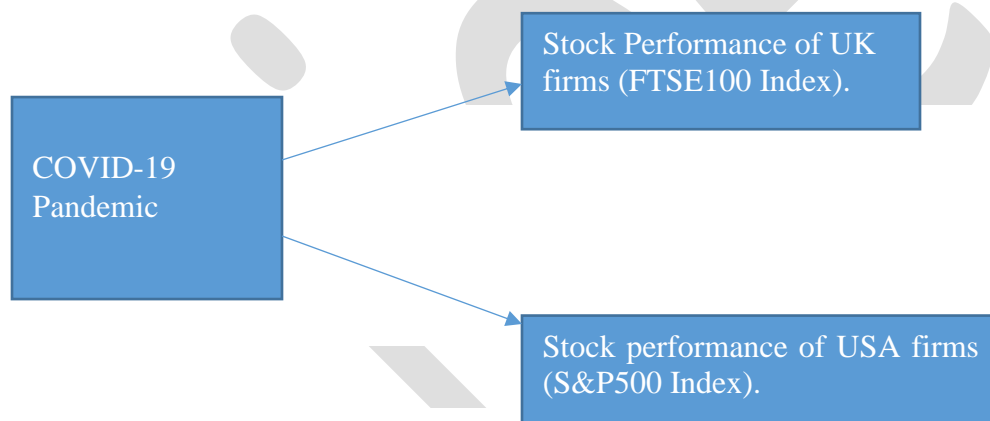 Stock Performance of UK
firms (FTSE100 Index).
COVID-19
Pandemic
Stock performance of USA firms
(S&P500 Index).